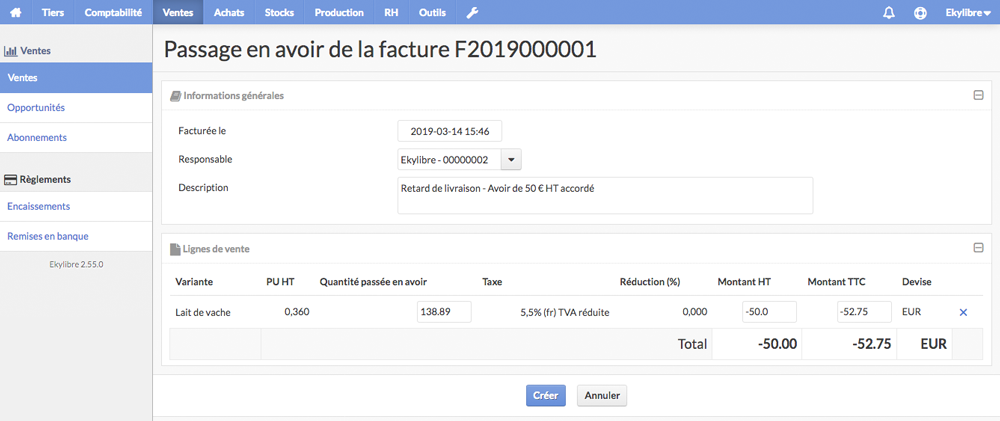 Tiers Comptabilité Ventes Achats Stocks Production RH Outils Ekylibre
Ventes
Ventes
Opportunités
Abonnements
Règlements
Encaissements
Remises en banque
Ekylibre 2.55.0
Passage en avoir de la facture F2019000001
Informations générales
Facturée le 2019-03-14 15:46
Responsable Ekylibre - 00000002
Description Retard de livraison - Avoir de 50 € HT accordé
Lignes de vente
Variante PU HT Quantité passée en avoir Taxe Réduction (%) Montant HT Montant TTC Devise
Lait de vache 0,360 138.89 5,5% (fr) TVA réduite 0,000 -50.0 -52.75 EUR
Total -50.00 -52.75 EUR
Créer Annuler